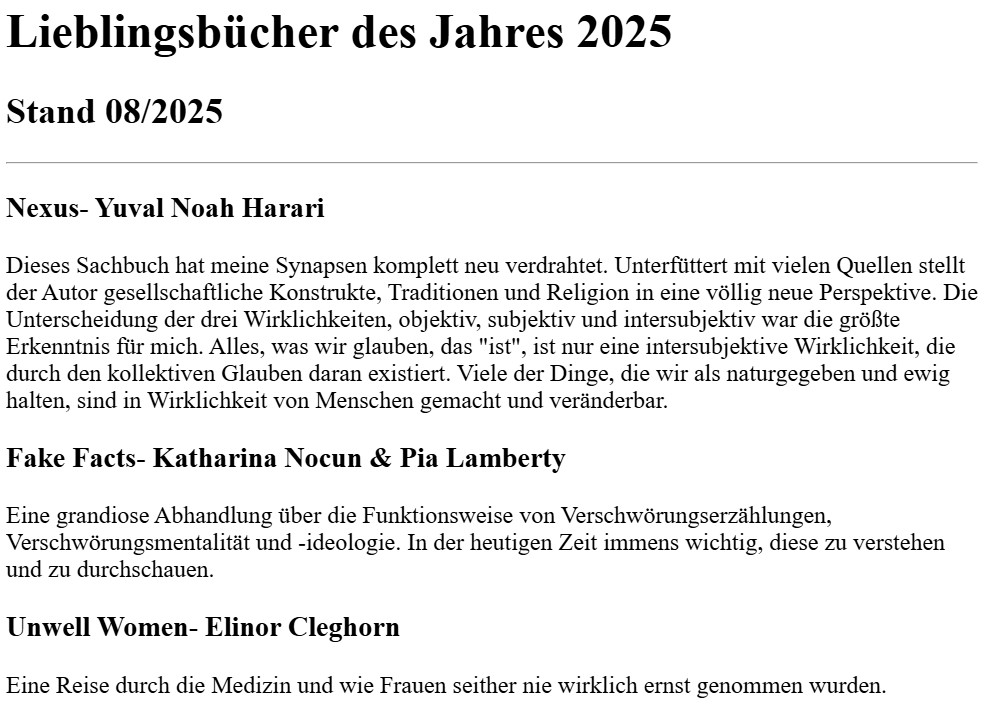 Lieblingsbücher des Jahres 2025
Stand 08/2025
Nexus- Yuval Noah Harari
Dieses Sachbuch hat meine Synapsen komplett neu verdrahtet. Unterfüttert mit vielen Quellen stellt
der Autor gesellschaftliche Konstrukte, Traditionen und Religion in eine völlig neue Perspektive. Die
Unterscheidung der drei Wirklichkeiten, objektiv, subjektiv und intersubjektiv war die größte
Erkenntnis für mich. Alles, was wir glauben, das "ist", ist nur eine intersubjektive Wirklichkeit, die
durch den kollektiven Glauben daran existiert. Viele der Dinge, die wir als naturgegeben und ewig
halten, sind in Wirklichkeit von Menschen gemacht und veränderbar.
Fake Facts- Katharina Nocun & Pia Lamberty
Eine grandiose Abhandlung über die Funktionsweise von Verschwörungserzählungen,
Verschwörungsmentalität und -ideologie. In der heutigen Zeit immens wichtig, diese zu verstehen
und zu durchschauen.
Unwell Women- Elinor Cleghorn
Eine Reise durch die Medizin und wie Frauen seither nie wirklich ernst genommen wurden.